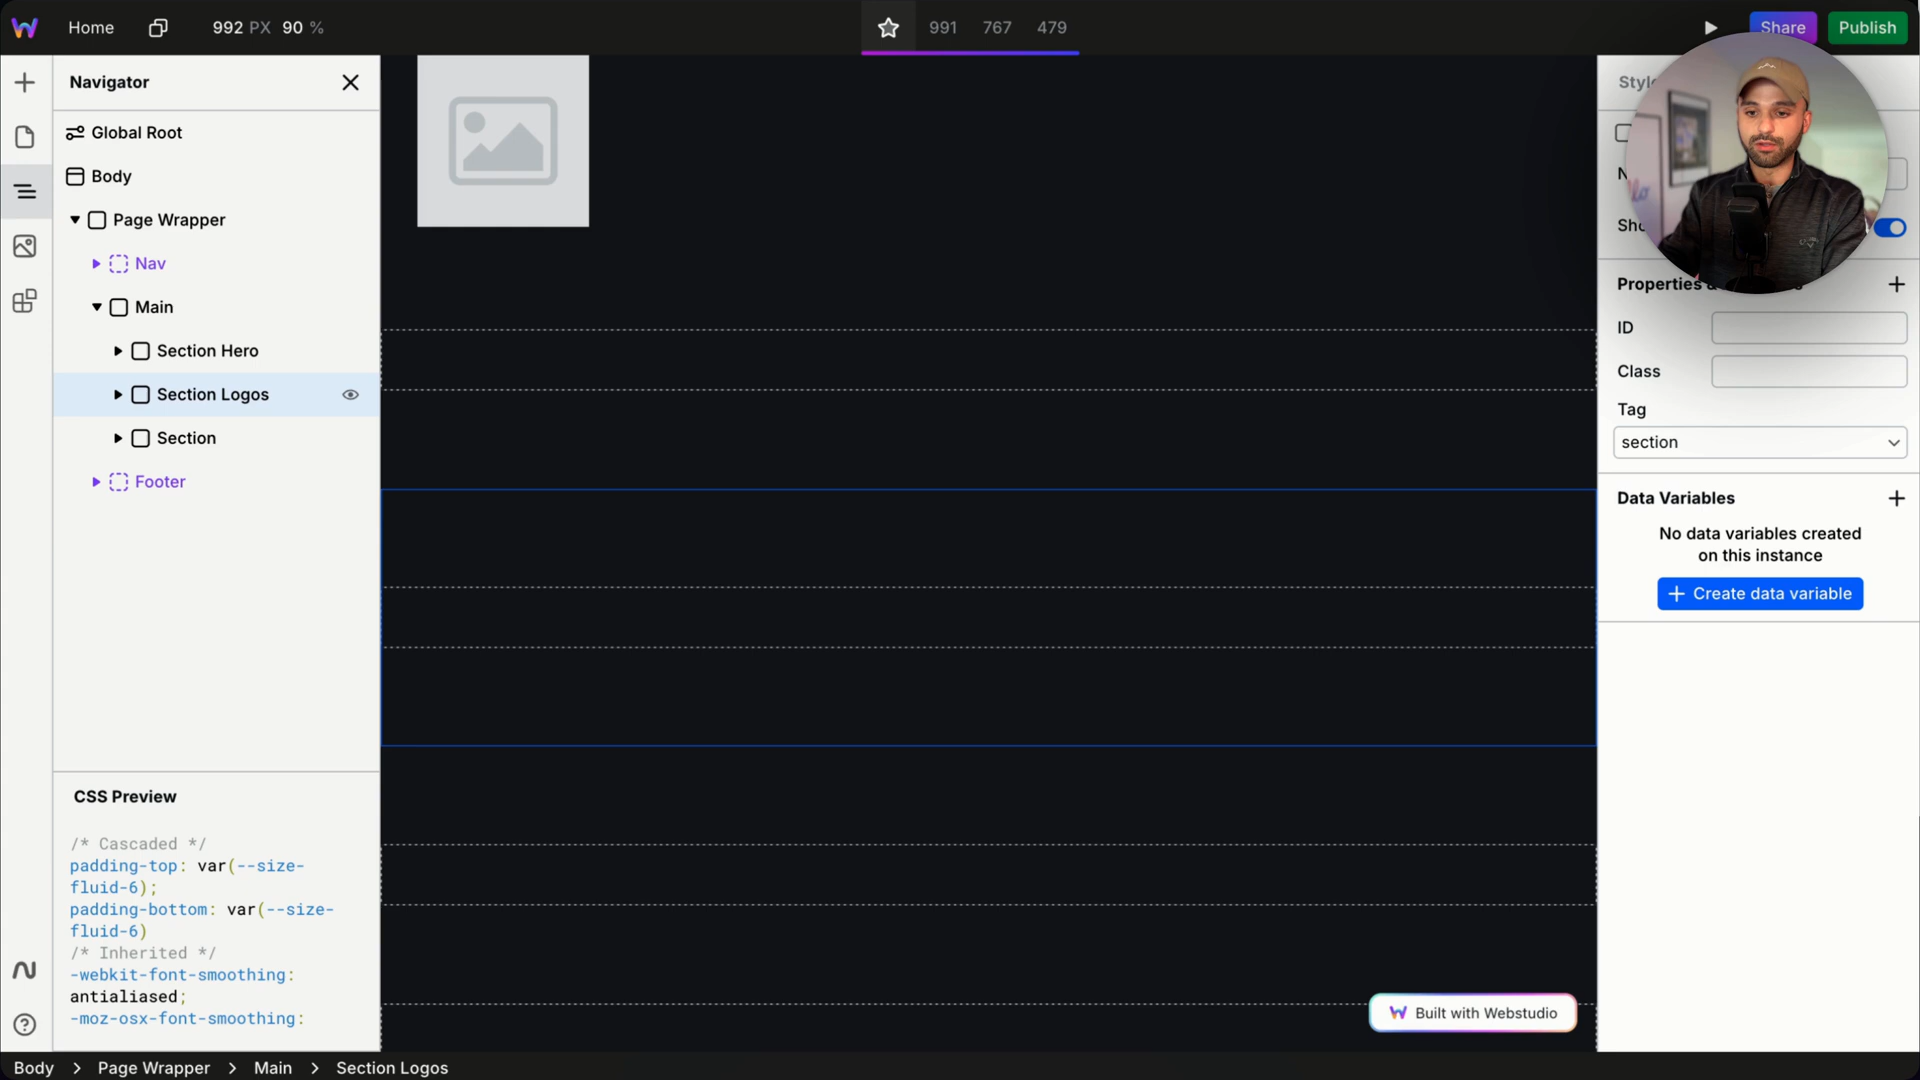 Home
992 PX 90 %
991 767 479
Share
Publish
Navigator
Global Root
Body
Page Wrapper
Nav
Main
Section Hero
Section Logos
Section
Footer
CSS Preview
/* Cascaded */
padding-top: var(--size-
fluid-6);
padding-bottom: var(--size-
fluid-6)
/* Inherited */
-webkit-font-smoothing:
antialiased;
-moz-osx-font-smoothing:
Built with Webstudio
Properties
ID
Class
Tag
section
Data Variables
No data variables created
on this instance
Create data variable
Body > Page Wrapper > Main > Section Logos